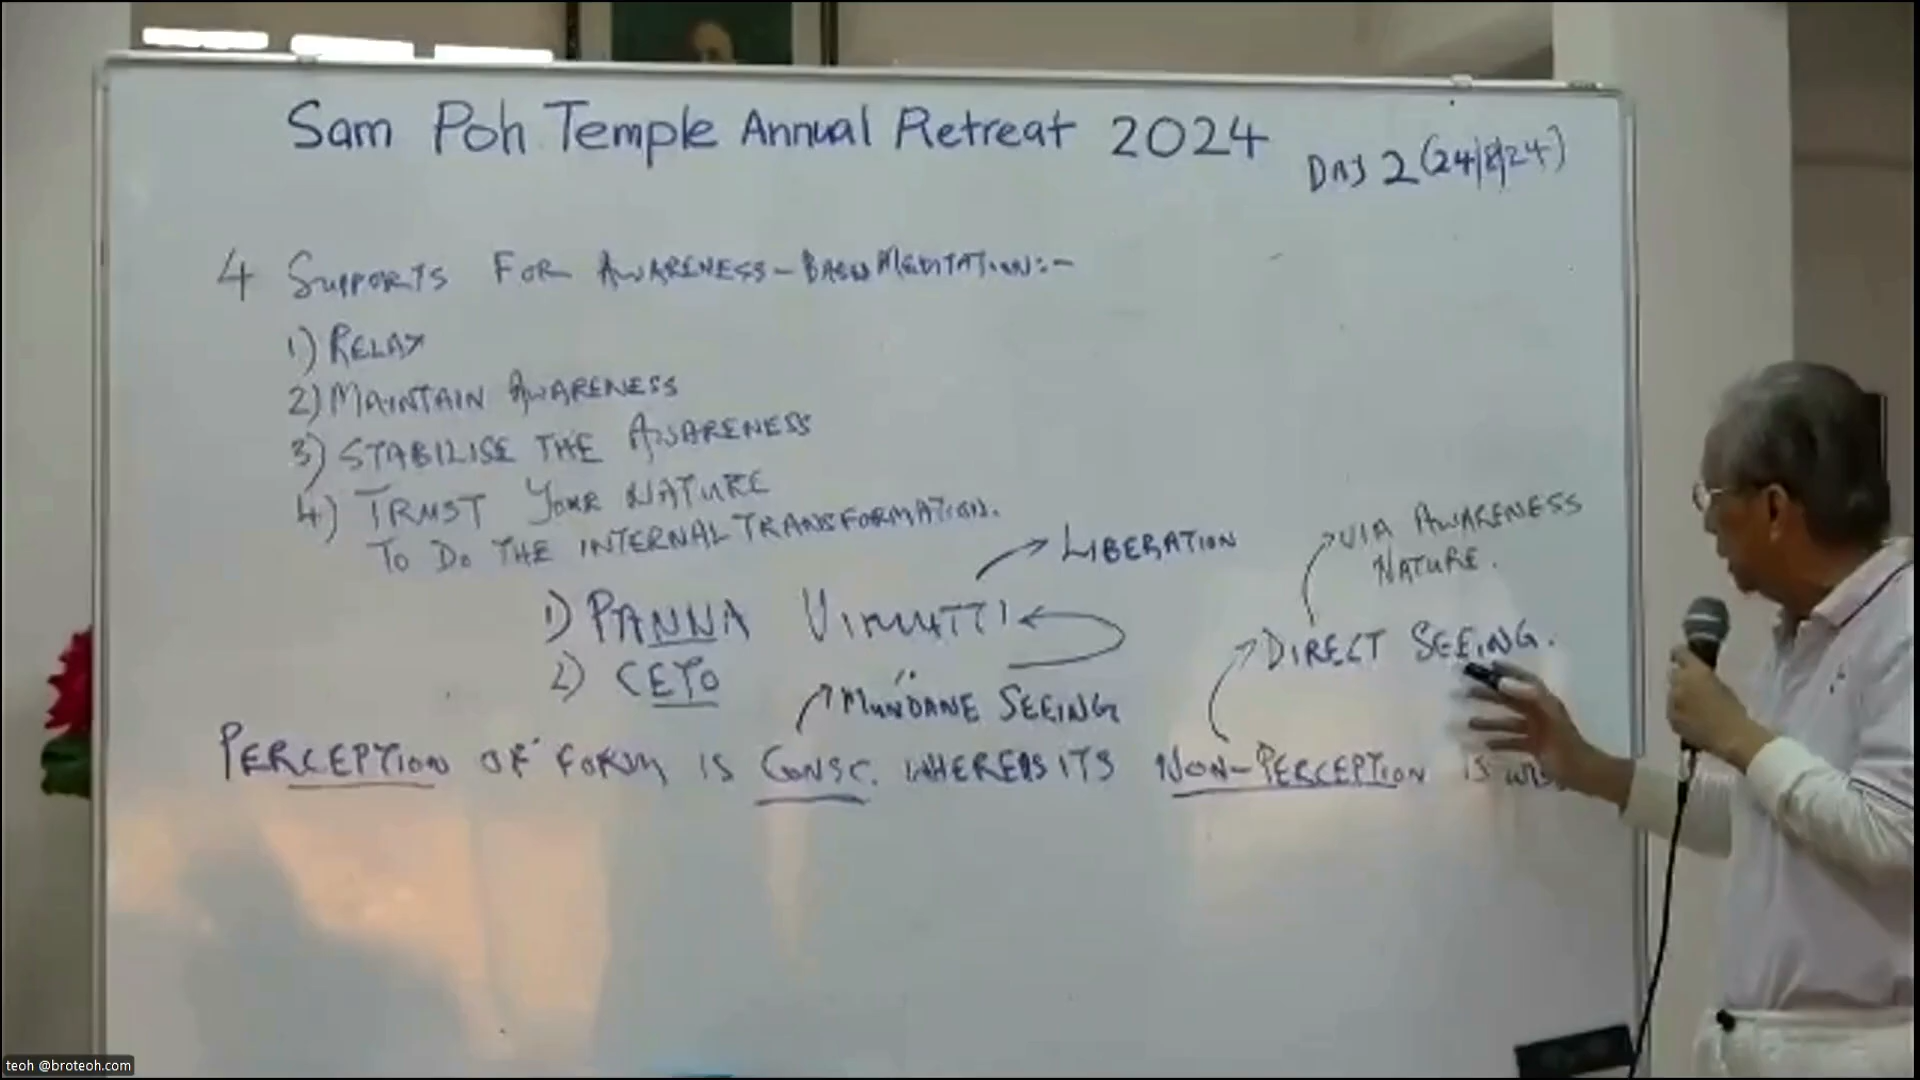 Sam Poh Temple Annual Retreat 2024
DAY 2 (24/8/24)
4 SUPPORTS FOR AWARENESS-BASED MEDITATION:-
1) RELAX
2) MAINTAIN AWARENESS
3) STABILISE THE AWARENESS
4) TRUST YOUR NATURE
TO DO THE INTERNAL TRANSFORMATION.
LIBERATION
VIA AWARENESS
NATURE.
1) PANNA VIMUTTI
DIRECT SEEING.
2) CETO
MUNDANE SEEING
PERCEPTION OF FORM IS CONSC. WHEREAS ITS NON-PERCEPTION IS
teoh @broteoh.com